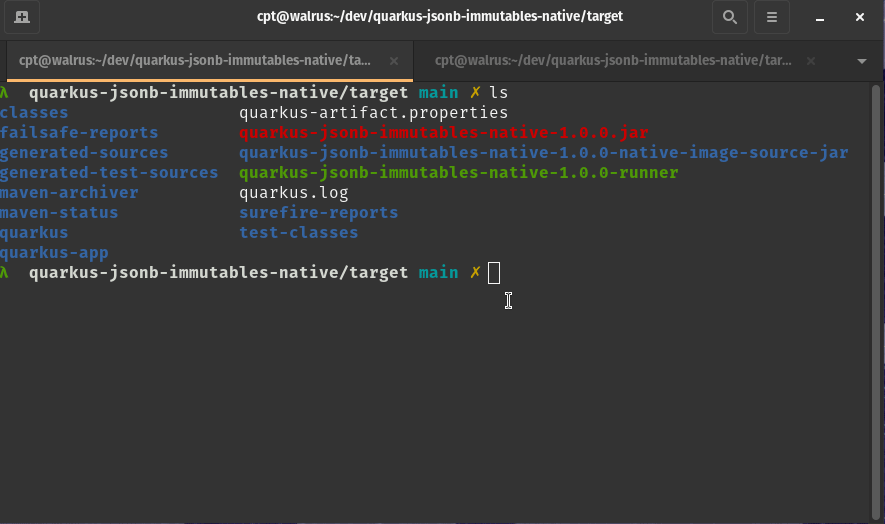 cpt@walrus:~/dev/quarkus-jsonb-immutables-native/target
cpt@walrus:~/dev/quarkus-jsonb-immutables-native/ta... × cpt@walrus:~/dev/quarkus-jsonb-immutables-native/tar... ×
λ quarkus-jsonb-immutables-native/target main ✗ ls
classes quarkus-artifact.properties
failsafe-reports quarkus-jsonb-immutables-native-1.0.0.jar
generated-sources quarkus-jsonb-immutables-native-1.0.0-native-image-source-jar
generated-test-sources quarkus-jsonb-immutables-native-1.0.0-runner
maven-archiver quarkus.log
maven-status surefire-reports
quarkus test-classes
quarkus-app
λ quarkus-jsonb-immutables-native/target main ✗